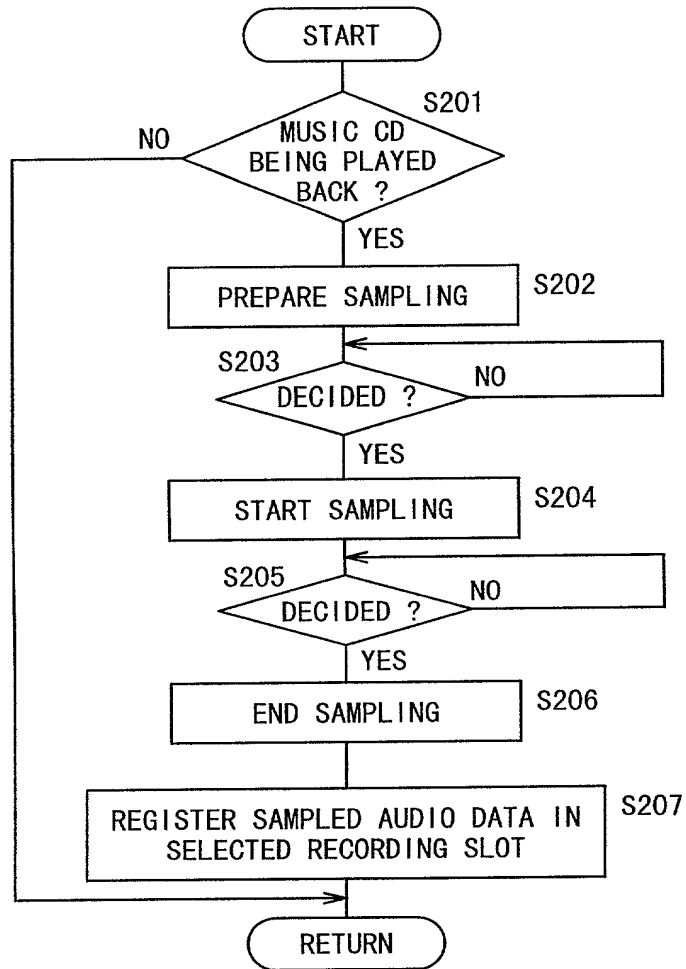 START
S201
NO
MUSIC CD
BEING PLAYED
BACK ?
YES
PREPARE SAMPLING
S202
S203
DECIDED ?
NO
YES
START SAMPLING
S204
S205
DECIDED ?
NO
YES
END SAMPLING
S206
REGISTER SAMPLED AUDIO DATA IN
SELECTED RECORDING SLOT
S207
RETURN